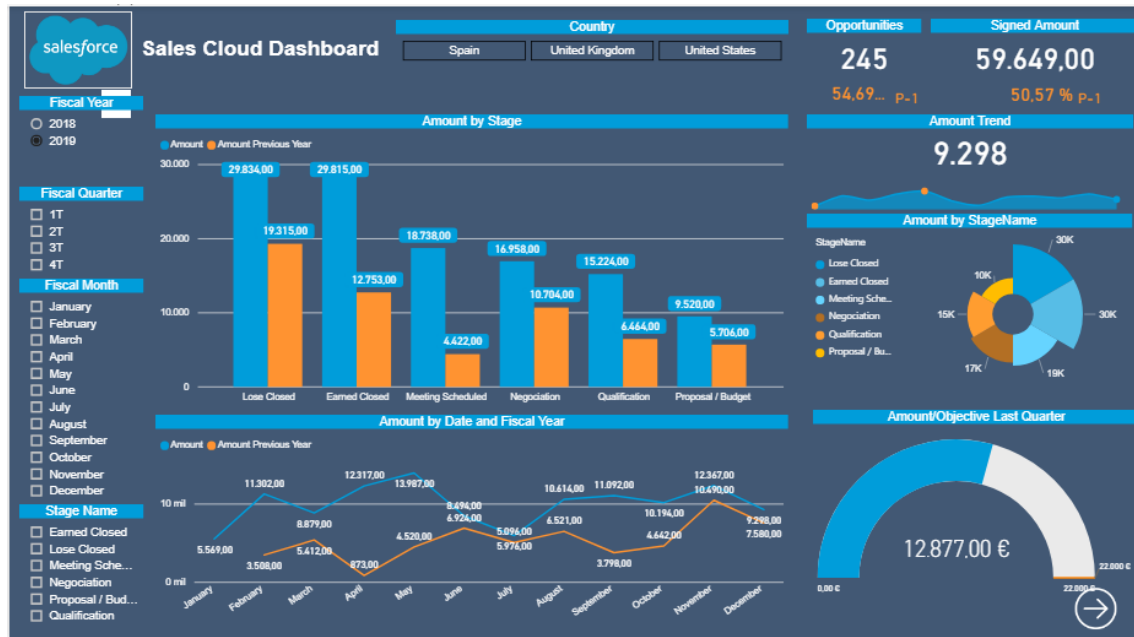 salesforce
Sales Cloud Dashboard
Country
Spain
United Kingdom
United States
Opportunities
245
54,69... P-1
Signed Amount
59.649,00
50,57 % P-1
Fiscal Year
2018
2019
Fiscal Quarter
1T
2T
3T
4T
Fiscal Month
January
February
March
April
May
June
July
August
September
October
November
December
Stage Name
Earned Closed
Lose Closed
Meeting Sche...
Negociation
Proposal / Bud...
Qualification
Amount by Stage
Amount Amount Previous Year
30.000
20.000
10.000
0
29.834,00
19.315,00
29.815,00
12.753,00
18.738,00
4.422,00
16.958,00
10.704,00
15.224,00
6.464,00
9.520,00
5.706,00
Lose Closed
Earned Closed
Meeting Scheduled
Negociation
Qualification
Proposal / Budget
Amount by Date and Fiscal Year
Amount Amount Previous Year
10 mil
0 mil
5.569,00
11.302,00
8.879,00
12.317,00
13.987,00
8.494,00
5.096,00
10.614,00
11.092,00
10.194,00
12.367,00
9.298,00
3.508,00
5.412,00
873,00
4.520,00
6.924,00
5.976,00
6.521,00
3.798,00
4.642,00
10.490,00
7.580,00
January
February
March
April
May
June
July
August
September
October
November
December
Amount Trend
9.298
Amount by StageName
StageName
Lose Closed
Earned Closed
Meeting Sche...
Negociation
Qualification
Proposal / Bu...
30K
30K
19K
17K
15K
10K
Amount/Objective Last Quarter
12.877,00 €
0,00 €
22.000 €
22.000 €